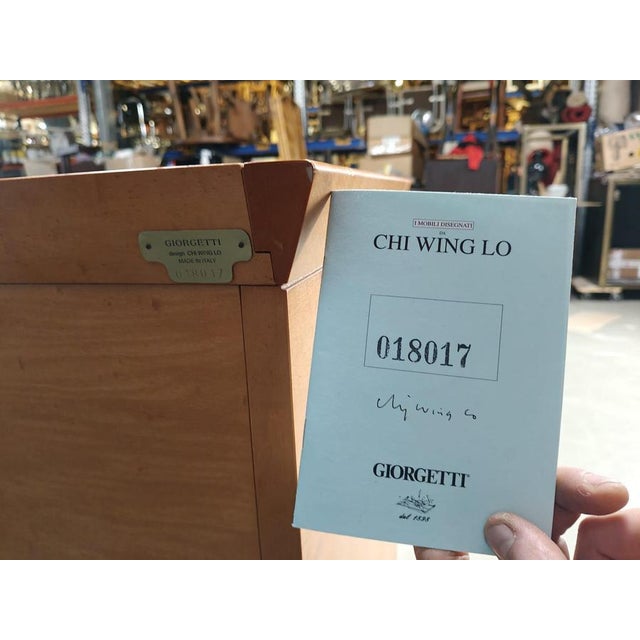 GIORGETTI
design CHI WING LO
MADE IN ITALY
018017
I MOBILI DISEGNATI
DA
CHI WING LO
018017
Chi wing Lo
GIORGETTI
dal 1898